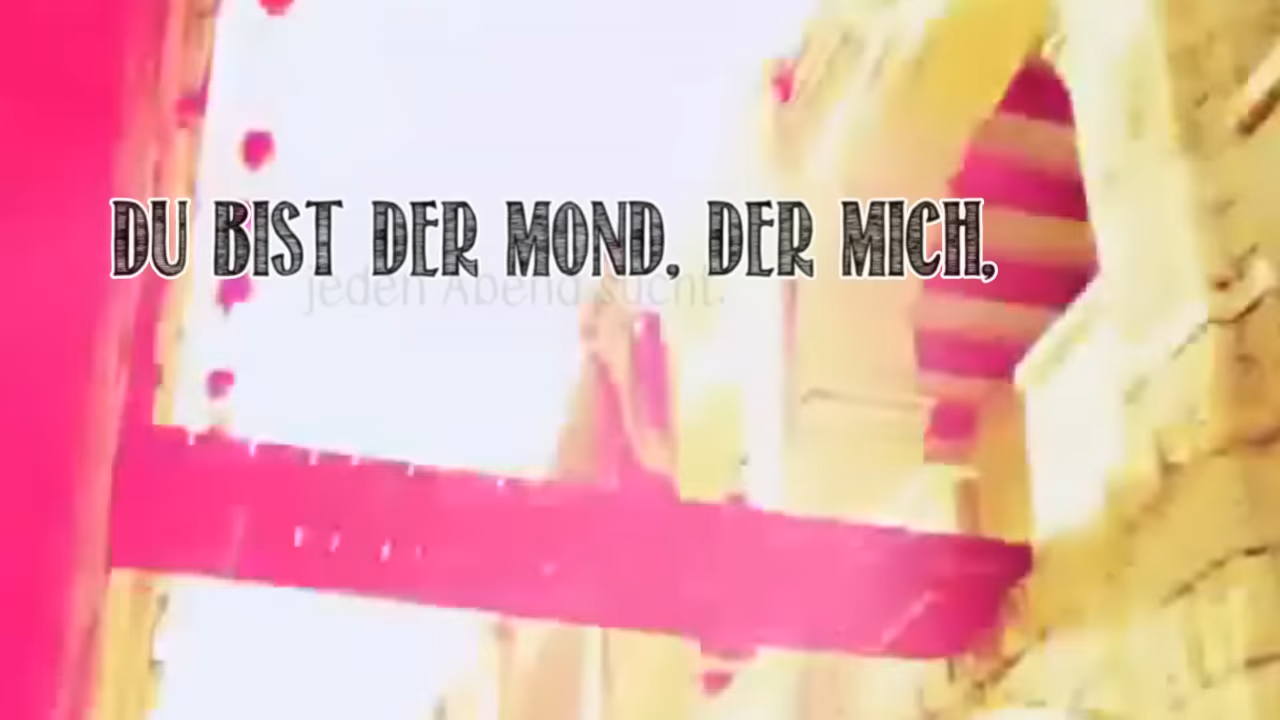 DU BIST DER MOND, DER MICH,
jeden Abend sucht.